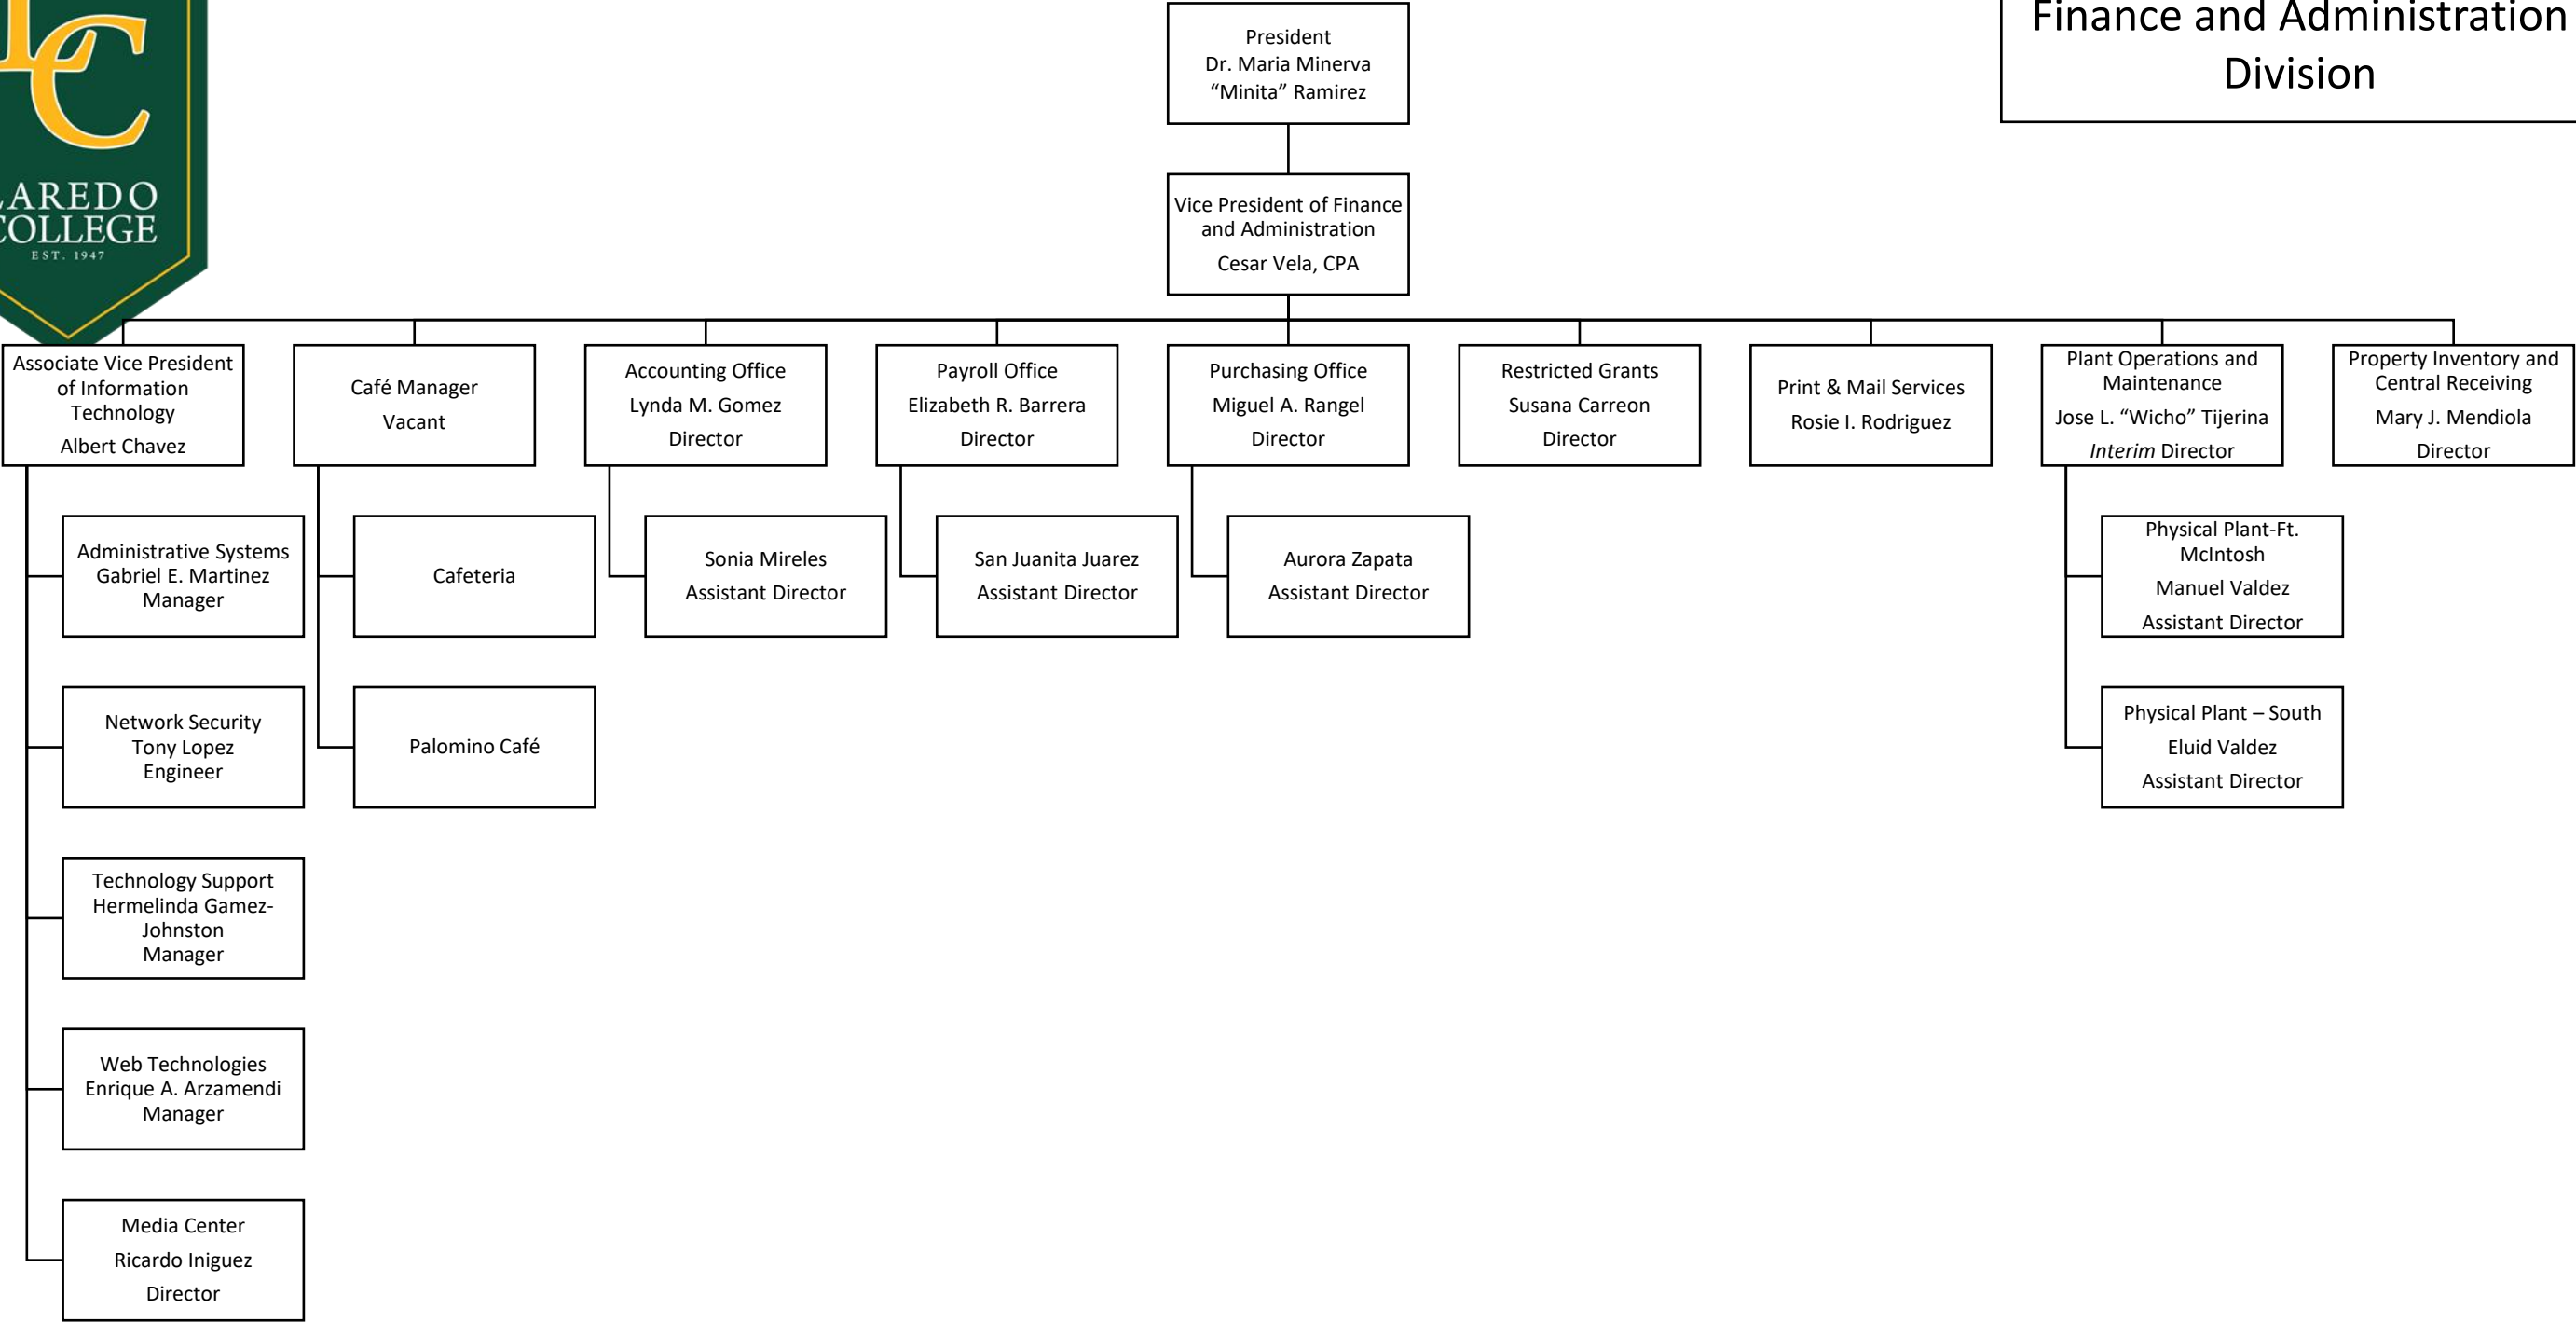 LC
LAREDO
COLLEGE
EST. 1947
Finance and Administration
Division
President
Dr. Maria Minerva
“Minita” Ramirez
Vice President of Finance
and Administration
Cesar Vela, CPA
Associate Vice President
of Information
Technology
Albert Chavez
Café Manager
Vacant
Accounting Office
Lynda M. Gomez
Director
Payroll Office
Elizabeth R. Barrera
Director
Purchasing Office
Miguel A. Rangel
Director
Restricted Grants
Susana Carreon
Director
Print & Mail Services
Rosie I. Rodriguez
Plant Operations and
Maintenance
Jose L. “Wicho” Tijerina
Interim Director
Property Inventory and
Central Receiving
Mary J. Mendiola
Director
Administrative Systems
Gabriel E. Martinez
Manager
Cafeteria
Sonia Mireles
Assistant Director
San Juanita Juarez
Assistant Director
Aurora Zapata
Assistant Director
Physical Plant-Ft.
McIntosh
Manuel Valdez
Assistant Director
Network Security
Tony Lopez
Engineer
Palomino Café
Physical Plant – South
Eluid Valdez
Assistant Director
Technology Support
Hermelinda Gamez-
Johnston
Manager
Web Technologies
Enrique A. Arzamendi
Manager
Media Center
Ricardo Iniguez
Director